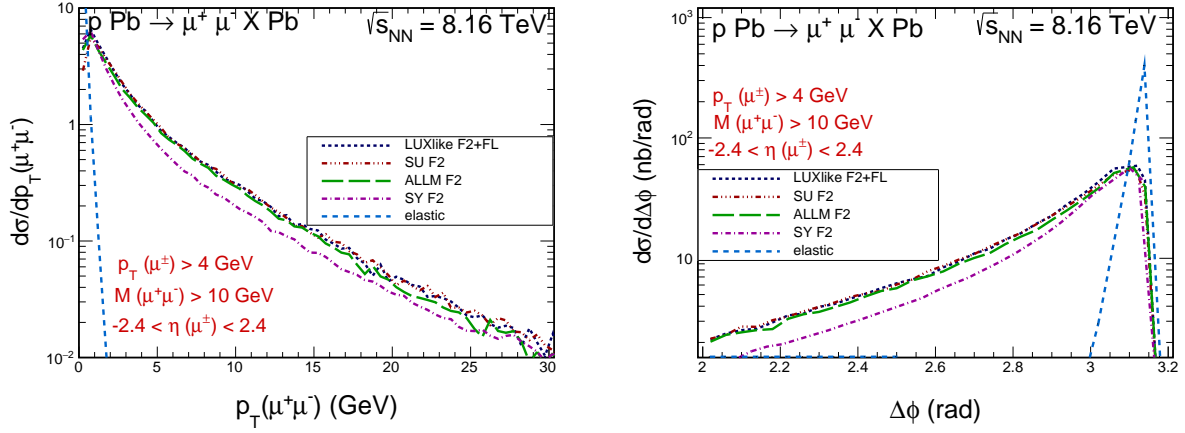 p Pb → μ⁺ μ⁻ X Pb
√s_NN = 8.16 TeV
dσ/dp_T(μ⁺μ⁻)
10
1
10⁻¹
10⁻²
LUXlike F2+FL
SU F2
ALLM F2
SY F2
elastic
p_T (μ^±) > 4 GeV
M (μ⁺μ⁻) > 10 GeV
-2.4 < η (μ^±) < 2.4
0 5 10 15 20 25 30
p_T(μ⁺μ⁻) (GeV)
p Pb → μ⁺ μ⁻ X Pb
√s_NN = 8.16 TeV
dσ/dΔϕ (nb/rad)
10³
10²
10
p_T (μ^±) > 4 GeV
M (μ⁺μ⁻) > 10 GeV
-2.4 < η (μ^±) < 2.4
LUXlike F2+FL
SU F2
ALLM F2
SY F2
elastic
2 2.2 2.4 2.6 2.8 3 3.2
Δϕ (rad)